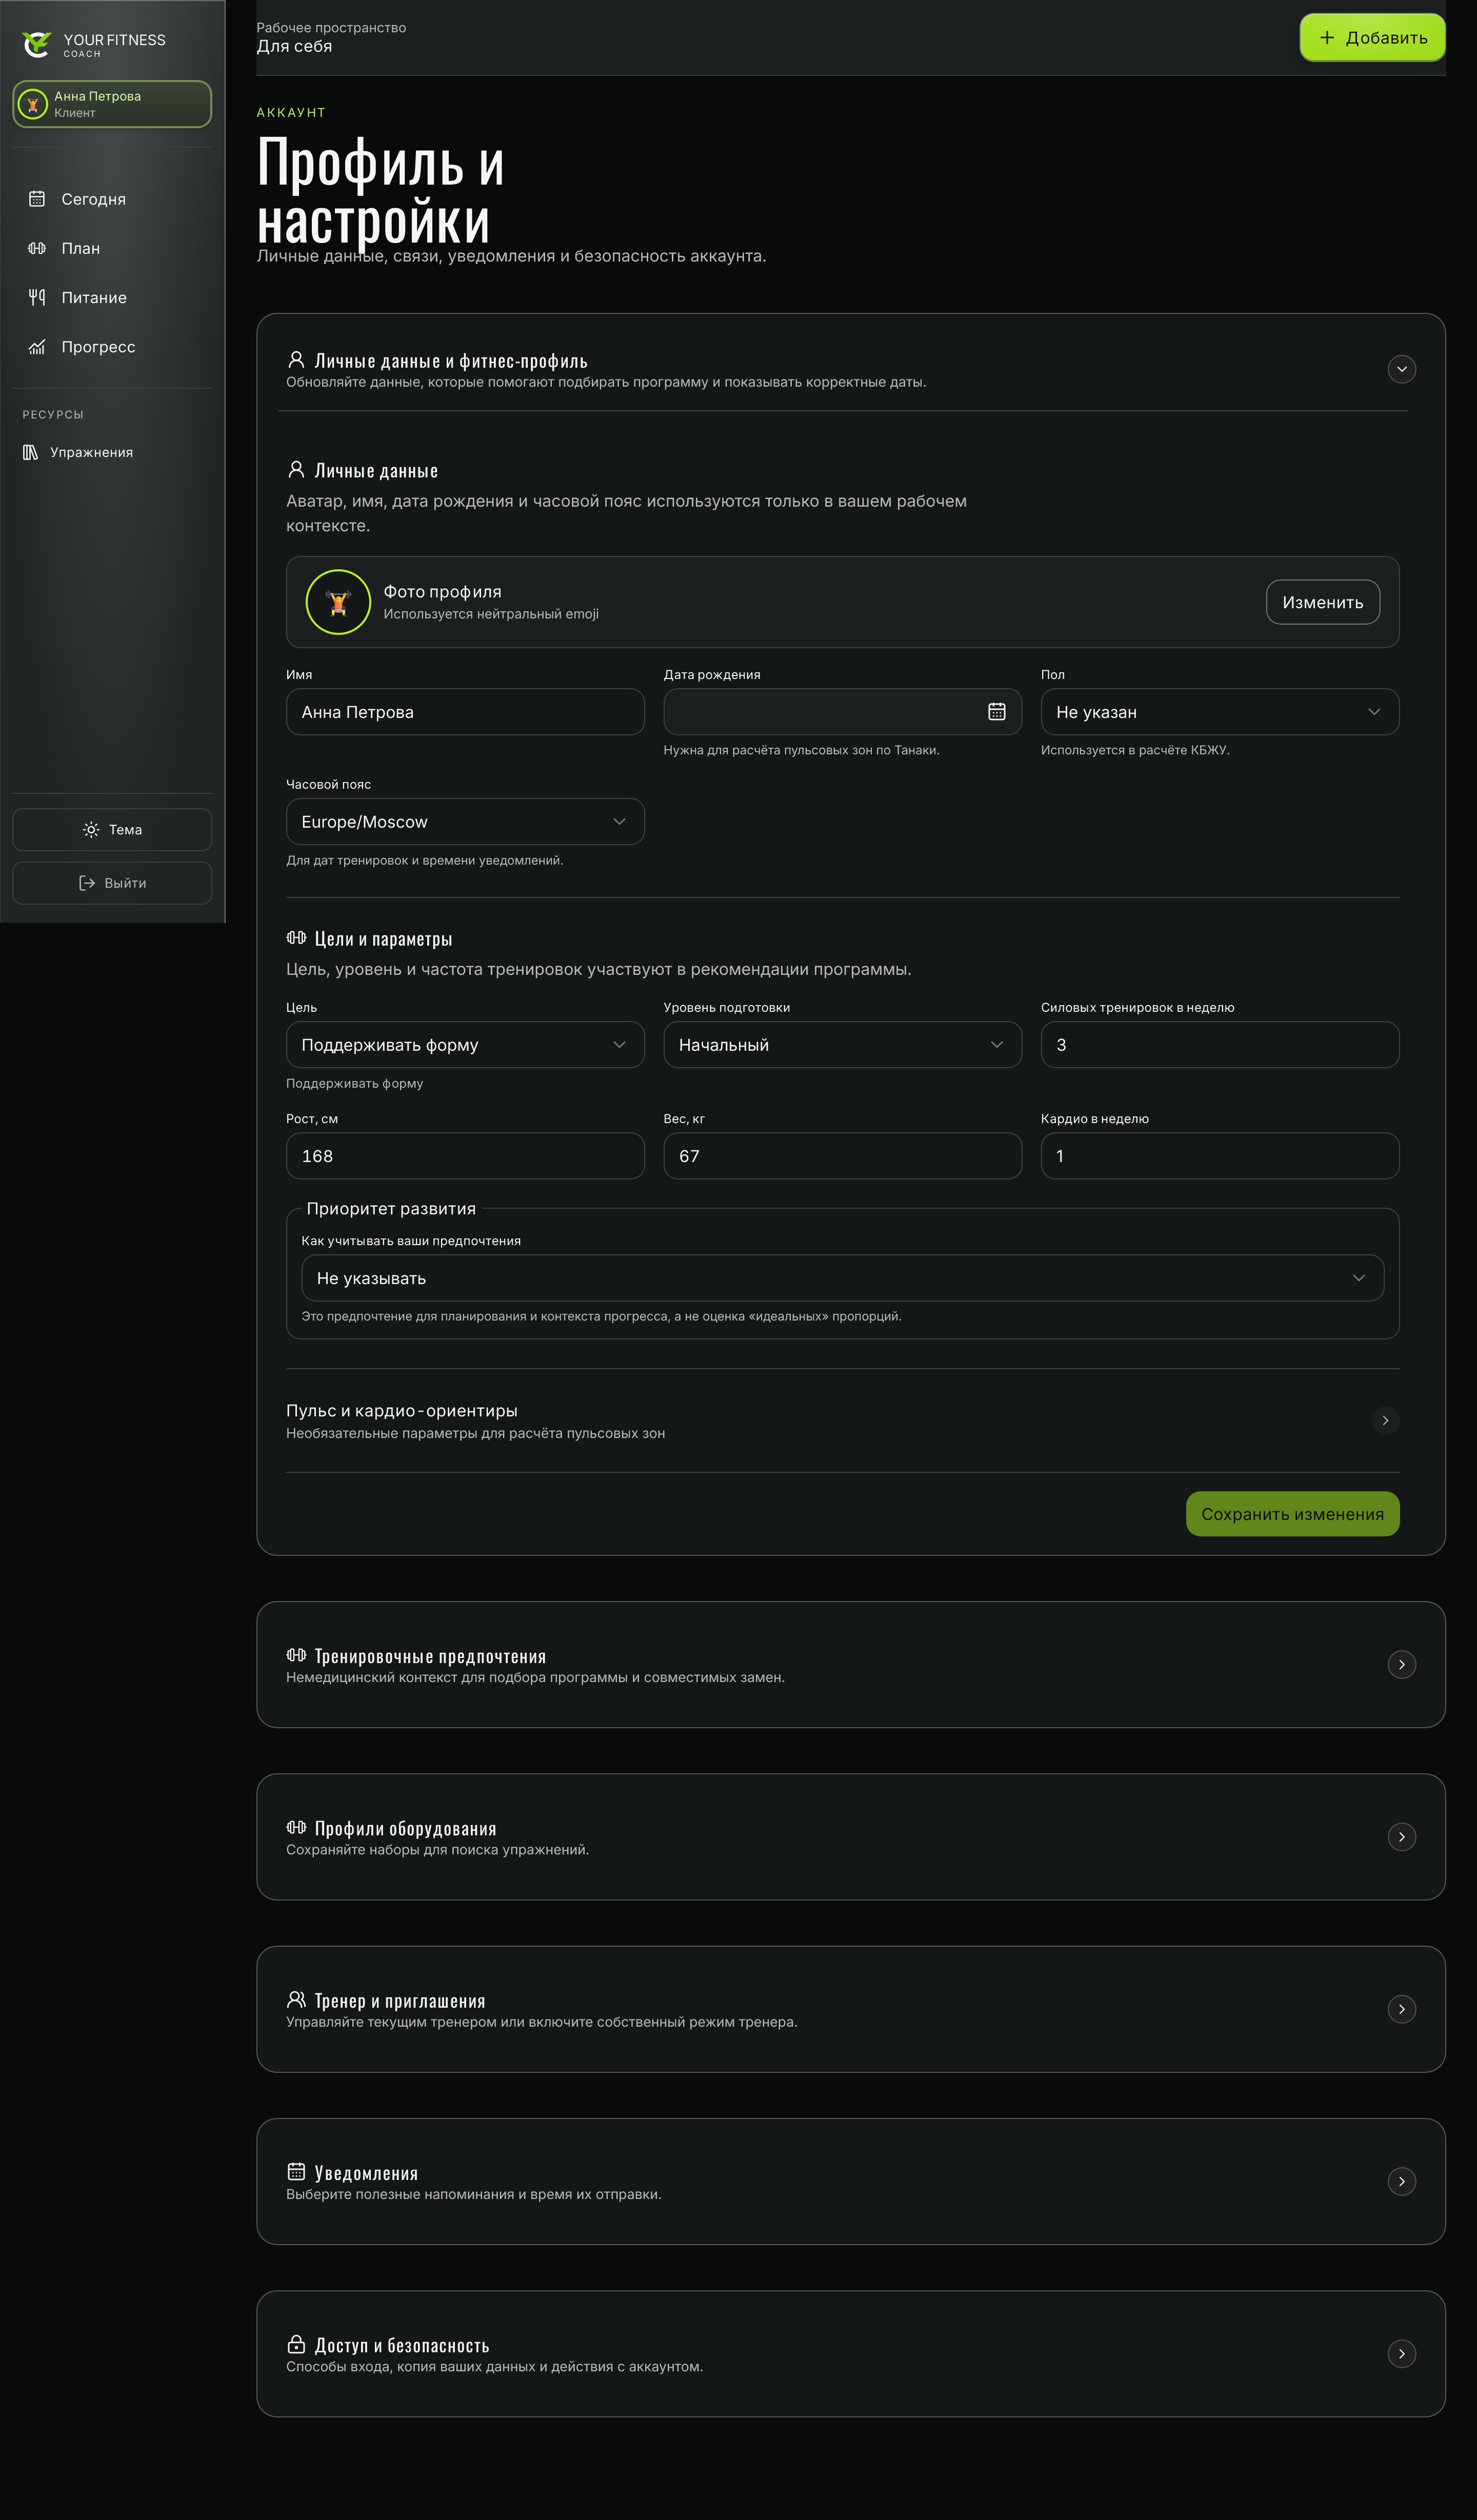 YOUR FITNESS
COACH
Анна Петрова
Клиент
Сегодня
План
Питание
Прогресс
РЕСУРСЫ
Упражнения
Тема
Выйти
Рабочее пространство
Для себя
Добавить
АККАУНТ
Профиль и
настройки
Личные данные, связи, уведомления и безопасность аккаунта.
Личные данные и фитнес-профиль
Обновляйте данные, которые помогают подбирать программу и показывать корректные даты.
Личные данные
Аватар, имя, дата рождения и часовой пояс используются только в вашем рабочем
контексте.
Фото профиля
Используется нейтральный emoji
Изменить
Имя
Анна Петрова
Дата рождения
Нужна для расчёта пульсовых зон по Танаки.
Пол
Не указан
Используется в расчёте КБЖУ.
Часовой пояс
Europe/Moscow
Для дат тренировок и времени уведомлений.
Цели и параметры
Цель, уровень и частота тренировок участвуют в рекомендации программы.
Цель
Поддерживать форму
Поддерживать форму
Уровень подготовки
Начальный
Силовых тренировок в неделю
3
Рост, см
168
Вес, кг
67
Кардио в неделю
1
Приоритет развития
Как учитывать ваши предпочтения
Не указывать
Это предпочтение для планирования и контекста прогресса, а не оценка «идеальных» пропорций.
Пульс и кардио-ориентиры
Необязательные параметры для расчёта пульсовых зон
Сохранить изменения
Тренировочные предпочтения
Немедицинский контекст для подбора программы и совместимых замен.
Профили оборудования
Сохраняйте наборы для поиска упражнений.
Тренер и приглашения
Управляйте текущим тренером или включите собственный режим тренера.
Уведомления
Выберите полезные напоминания и время их отправки.
Доступ и безопасность
Способы входа, копия ваших данных и действия с аккаунтом.